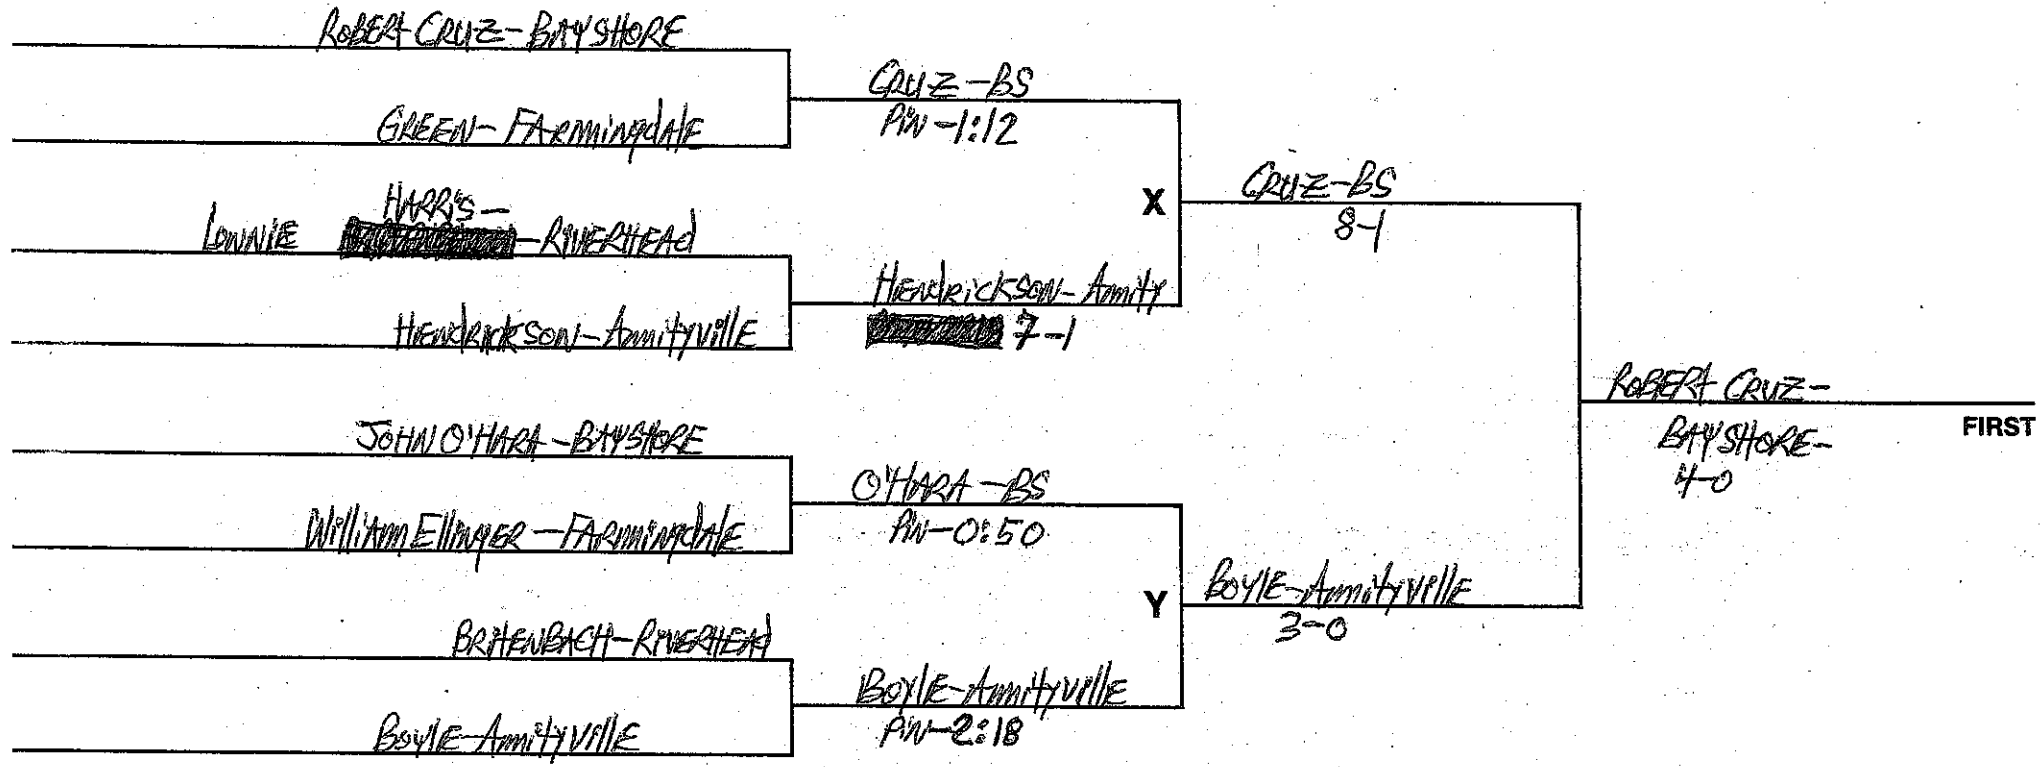 ROBERT CRUZ-BAYSHORE
CRUZ-BS
GREEN-FARMINGDALE
PIN-1:12
CRUZ-BS
X
8-1
HARRIS-
LONNIE -RIVERHEAD
HENDRICKSON-AMITY
HENDRICKSON-AMITYVILLE
7-1
ROBERT CRUZ-
FIRST
BAYSHORE-
4-0
JOHN O'HARA-BAYSHORE
O'HARA-BS
WILLIAM ELLINGER-FARMINGDALE
PIN-0:50
BOYLE-AMITYVILLE
Y
3-0
BRITENBACH-RIVERHEAD
BOYLE-AMITYVILLE
BOYLE-AMITYVILLE
PIN-2:18